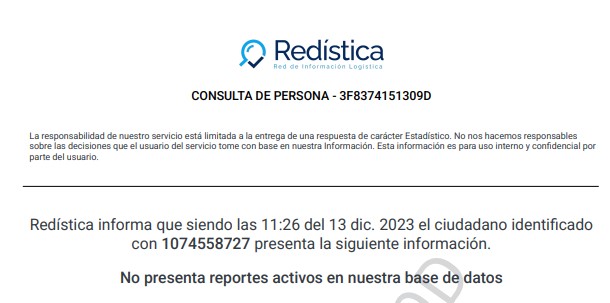 Redística
Red de Información Logística
CONSULTA DE PERSONA - 3F8374151309D
La responsabilidad de nuestro servicio está limitada a la entrega de una respuesta de carácter Estadístico. No nos hacemos responsables
sobre las decisiones que el usuario del servicio tome con base en nuestra Información. Esta información es para uso interno y confidencial por
parte del usuario.
Redística informa que siendo las 11:26 del 13 dic. 2023 el ciudadano identificado
con 1074558727 presenta la siguiente información.
No presenta reportes activos en nuestra base de datos